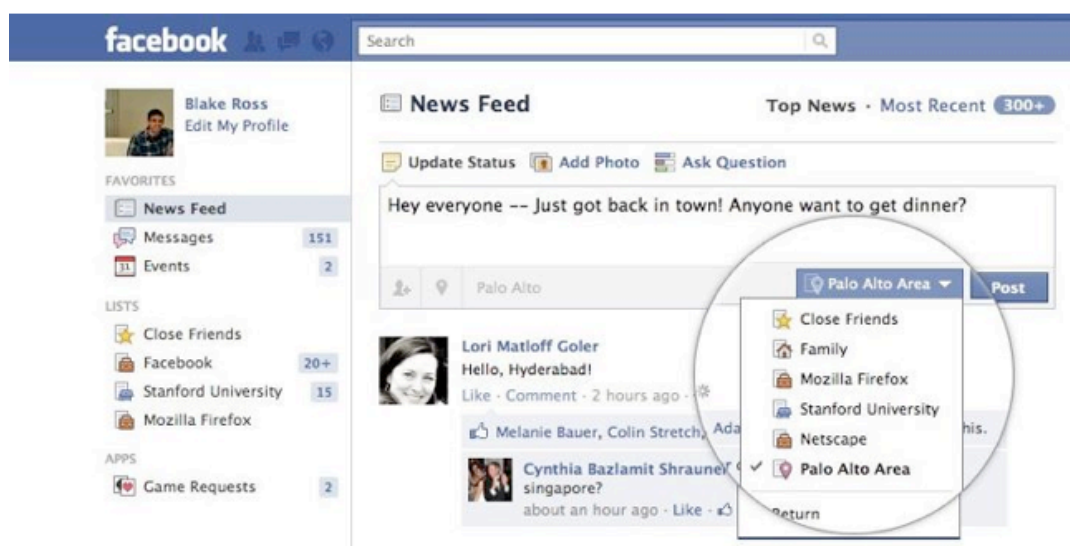 facebook
Search
Blake Ross
Edit My Profile
FAVORITES
News Feed
Messages 151
31 Events 2
LISTS
Close Friends
Facebook 20+
Stanford University 15
Mozilla Firefox
APPS
Game Requests 2
News Feed
Top News · Most Recent 300+
Update Status Add Photo Ask Question
Hey everyone -- Just got back in town! Anyone want to get dinner?
Palo Alto
Palo Alto Area
Post
Close Friends
Family
Mozilla Firefox
Stanford University
Netscape
Palo Alto Area
Return
Lori Matloff Goler
Hello, Hyderabad!
Like · Comment · 2 hours ago ·
Melanie Bauer, Colin Stretch, Ada his.
Cynthia Bazlamit Shrauner
singapore?
about an hour ago · Like ·